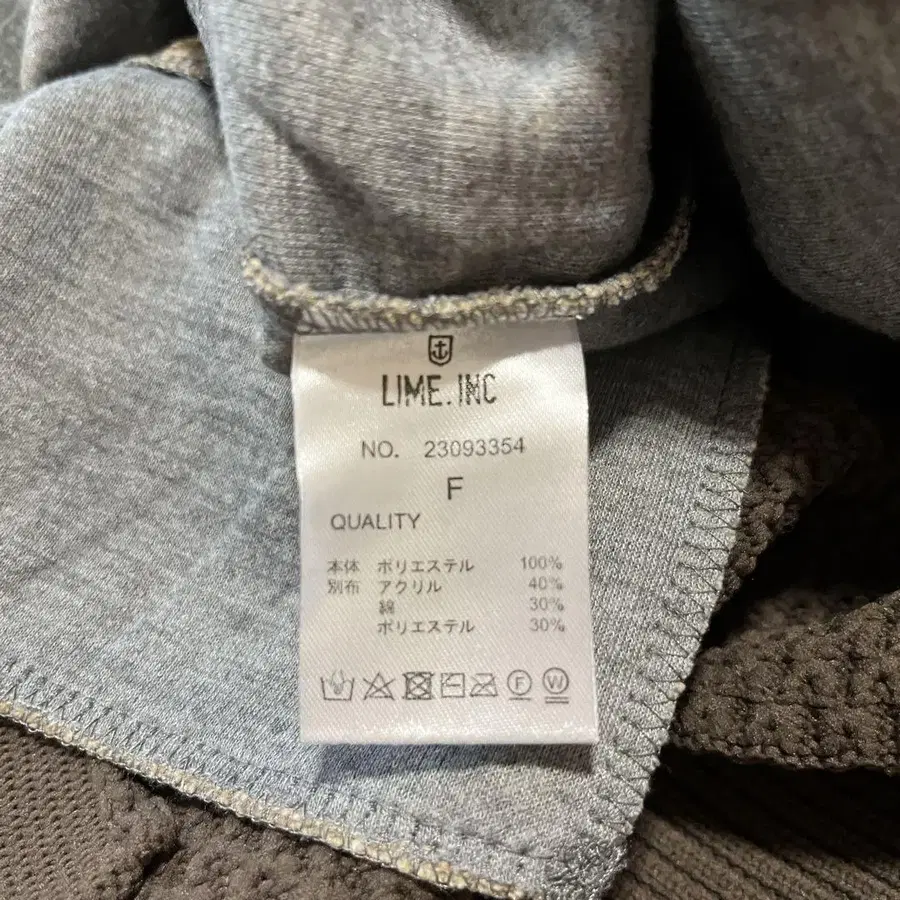 LIME.INC
NO. 23093354
F
QUALITY
本体 ポリエステル 100%
別布 アクリル 40%
綿 30%
ポリエステル 30%
F W